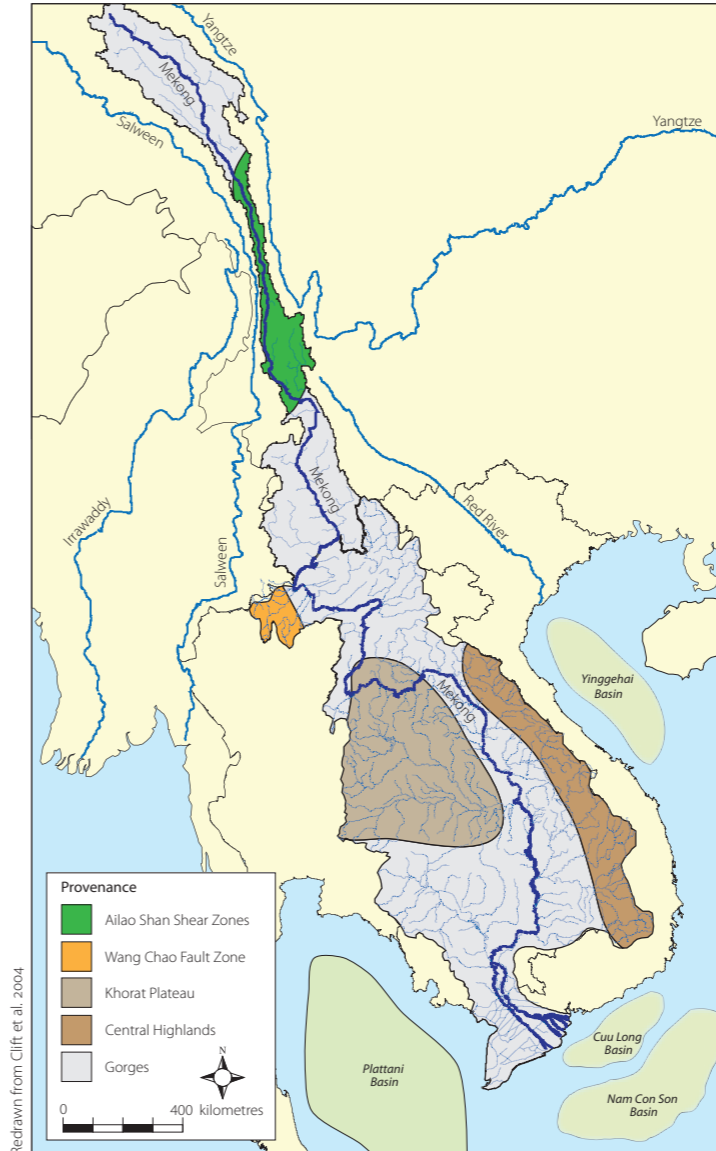 Yangtze
Mekong
Salween
Yangtze
Mekong
Red River
Irrawaddy
Salween
Yinggehai
Basin
Mekong
Provenance
Ailao Shan Shear Zones
Wang Chao Fault Zone
Khorat Plateau
Central Highlands
Gorges
N
0 400 kilometres
Plattani
Basin
Cuu Long
Basin
Nam Con Son
Basin
Redrawn from Clift et al. 2004